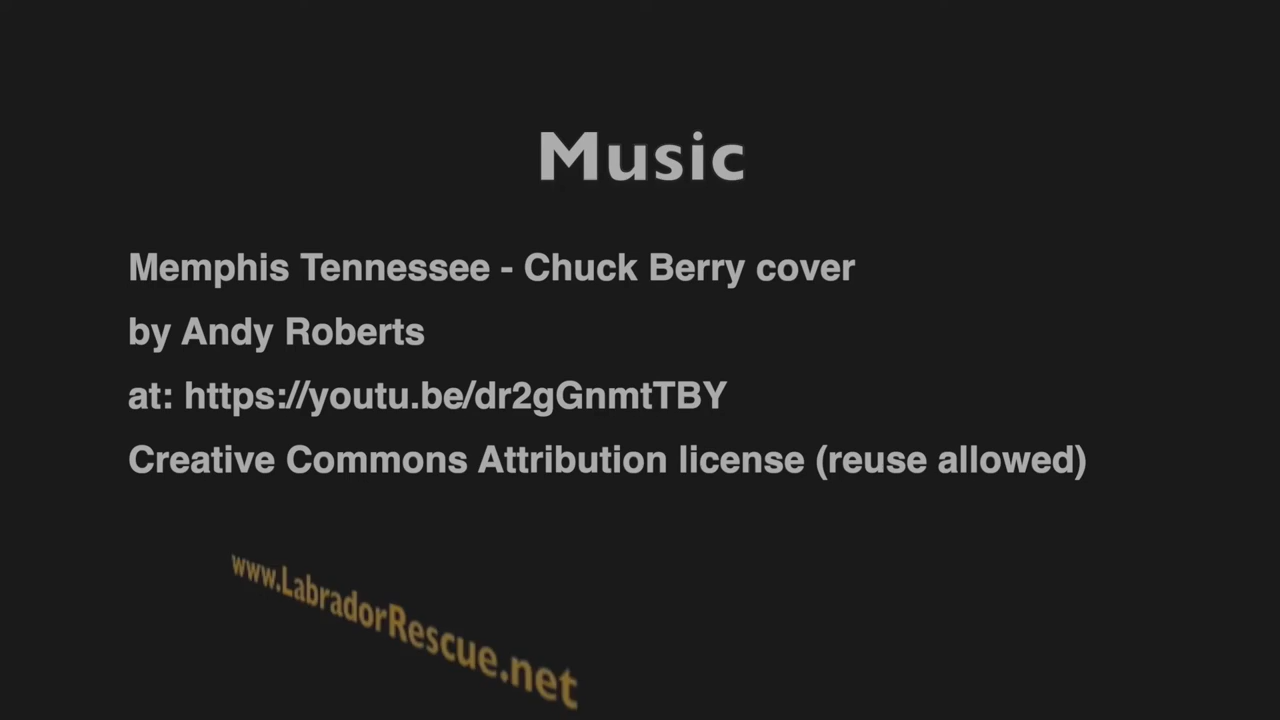 Music
Memphis Tennessee - Chuck Berry cover
by Andy Roberts
at: https://youtu.be/dr2gGnmtTBY
Creative Commons Attribution license (reuse allowed)
www.LabradorRescue.net